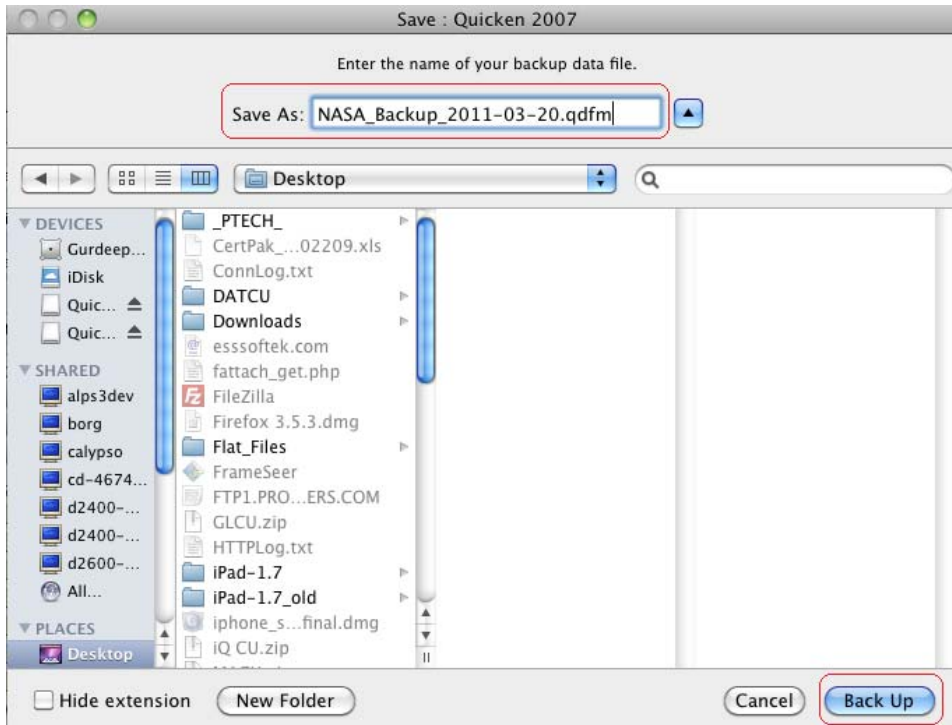 Save : Quicken 2007
Enter the name of your backup data file.
Save As: NASA_Backup_2011-03-20.qdfm
Desktop
DEVICES
Gurdeep...
iDisk
Quic...
Quic...
SHARED
alps3dev
borg
calypso
cd-4674...
d2400-...
d2400-...
d2600-...
All...
PLACES
Desktop
_PTECH_
CertPak_...02209.xls
ConnLog.txt
DATCU
Downloads
esssoftek.com
fattach_get.php
FileZilla
Firefox 3.5.3.dmg
Flat_Files
FrameSeer
FTP1.PRO...ERS.COM
GLCU.zip
HTTPLog.txt
iPad-1.7
iPad-1.7_old
iphone_s...final.dmg
iQ CU.zip
Hide extension
New Folder
Cancel
Back Up